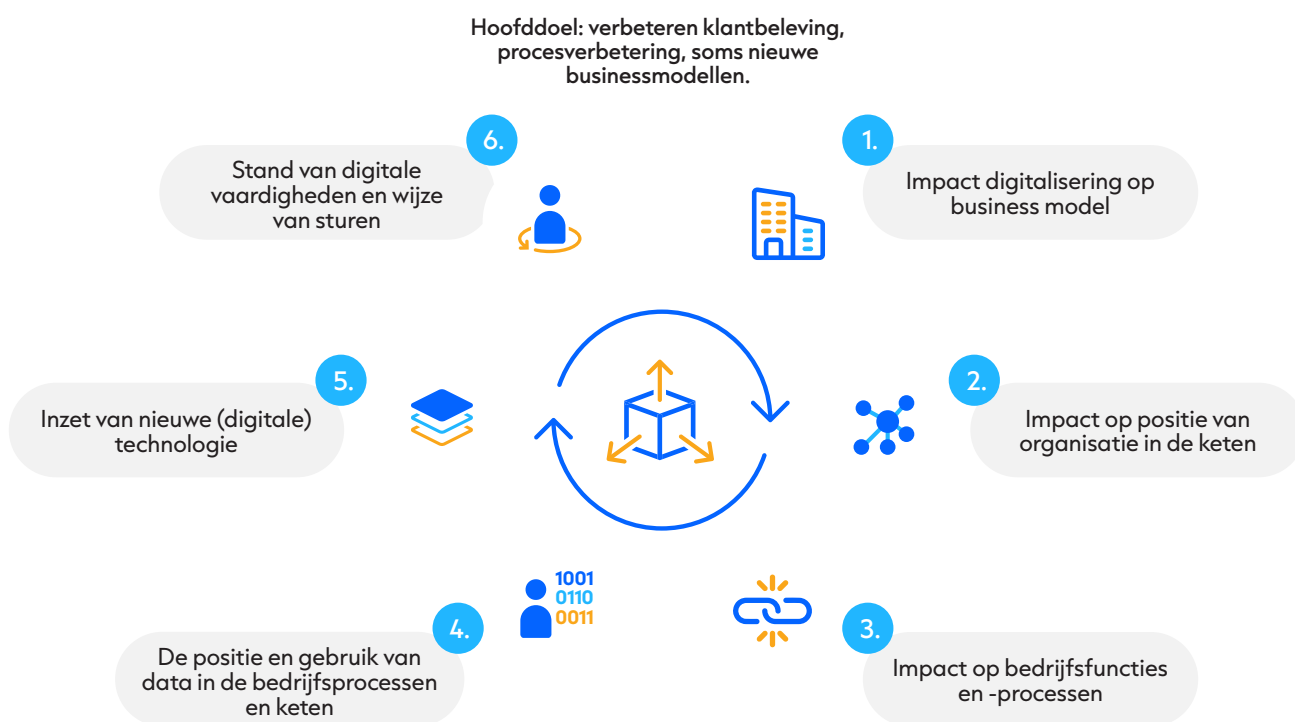 Hoofddoel: verbeteren klantbeleving,
procesverbetering, soms nieuwe
businessmodellen.
1.
Impact digitalisering op
business model
2.
Impact op positie van
organisatie in de keten
3.
Impact op bedrijfsfuncties
en -processen
4.
De positie en gebruik van
data in de bedrijfsprocessen
en keten
1001
0110
0011
5.
Inzet van nieuwe (digitale)
technologie
6.
Stand van digitale
vaardigheden en wijze
van sturen